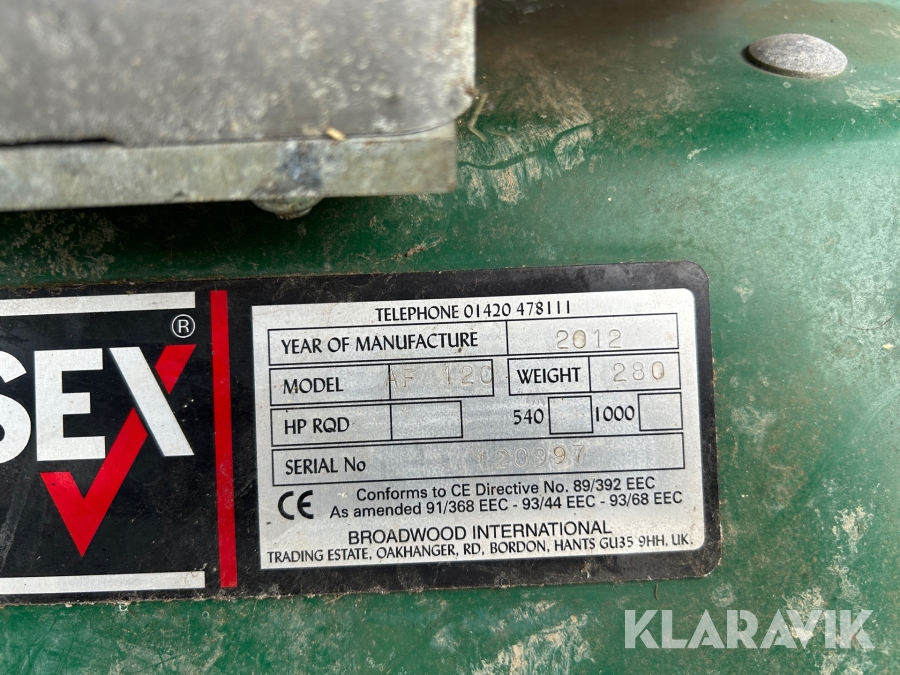 SEX ®
TELEPHONE 01420 478111
YEAR OF MANUFACTURE 2012
MODEL AF 120 WEIGHT 280
HP RQD 540 1000
SERIAL No 120397
CE Conforms to CE Directive No. 89/392 EEC
As amended 91/368 EEC - 93/44 EEC - 93/68 EEC
BROADWOOD INTERNATIONAL
TRADING ESTATE, OAKHANGER, RD, BORDON, HANTS GU35 9HH, UK.
KLARAVIK